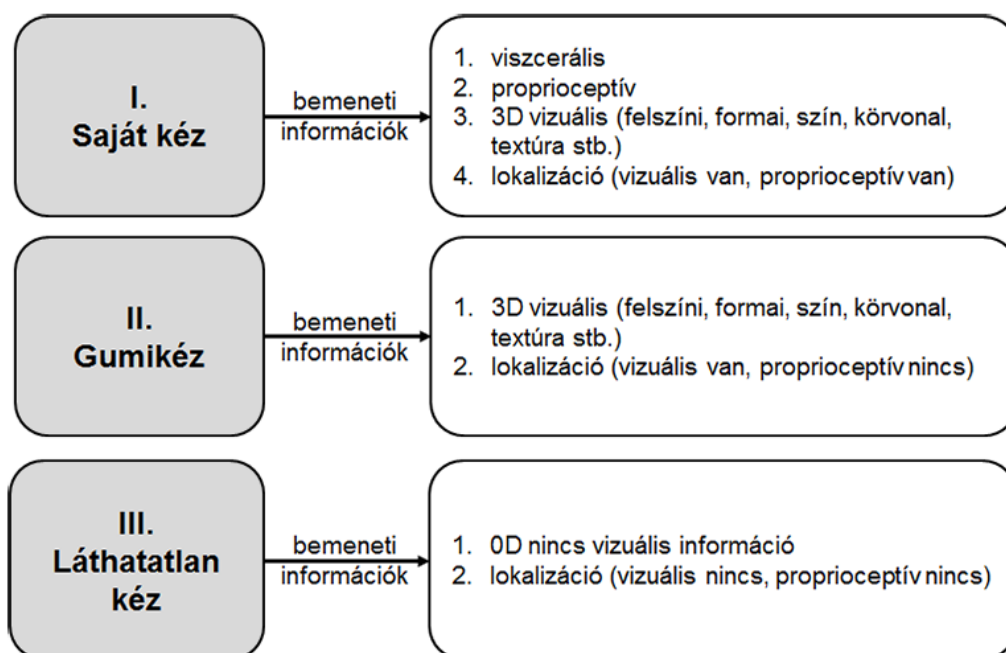 I.
Saját kéz
bemeneti
információk
1. viszcerális
2. proprioceptív
3. 3D vizuális (felszíni, formai, szín, körvonal,
textúra stb.)
4. lokalizáció (vizuális van, proprioceptív van)
II.
Gumikéz
bemeneti
információk
1. 3D vizuális (felszíni, formai, szín, körvonal,
textúra stb.)
2. lokalizáció (vizuális van, proprioceptív nincs)
III.
Láthatatlan
kéz
bemeneti
információk
1. 0D nincs vizuális információ
2. lokalizáció (vizuális nincs, proprioceptív nincs)